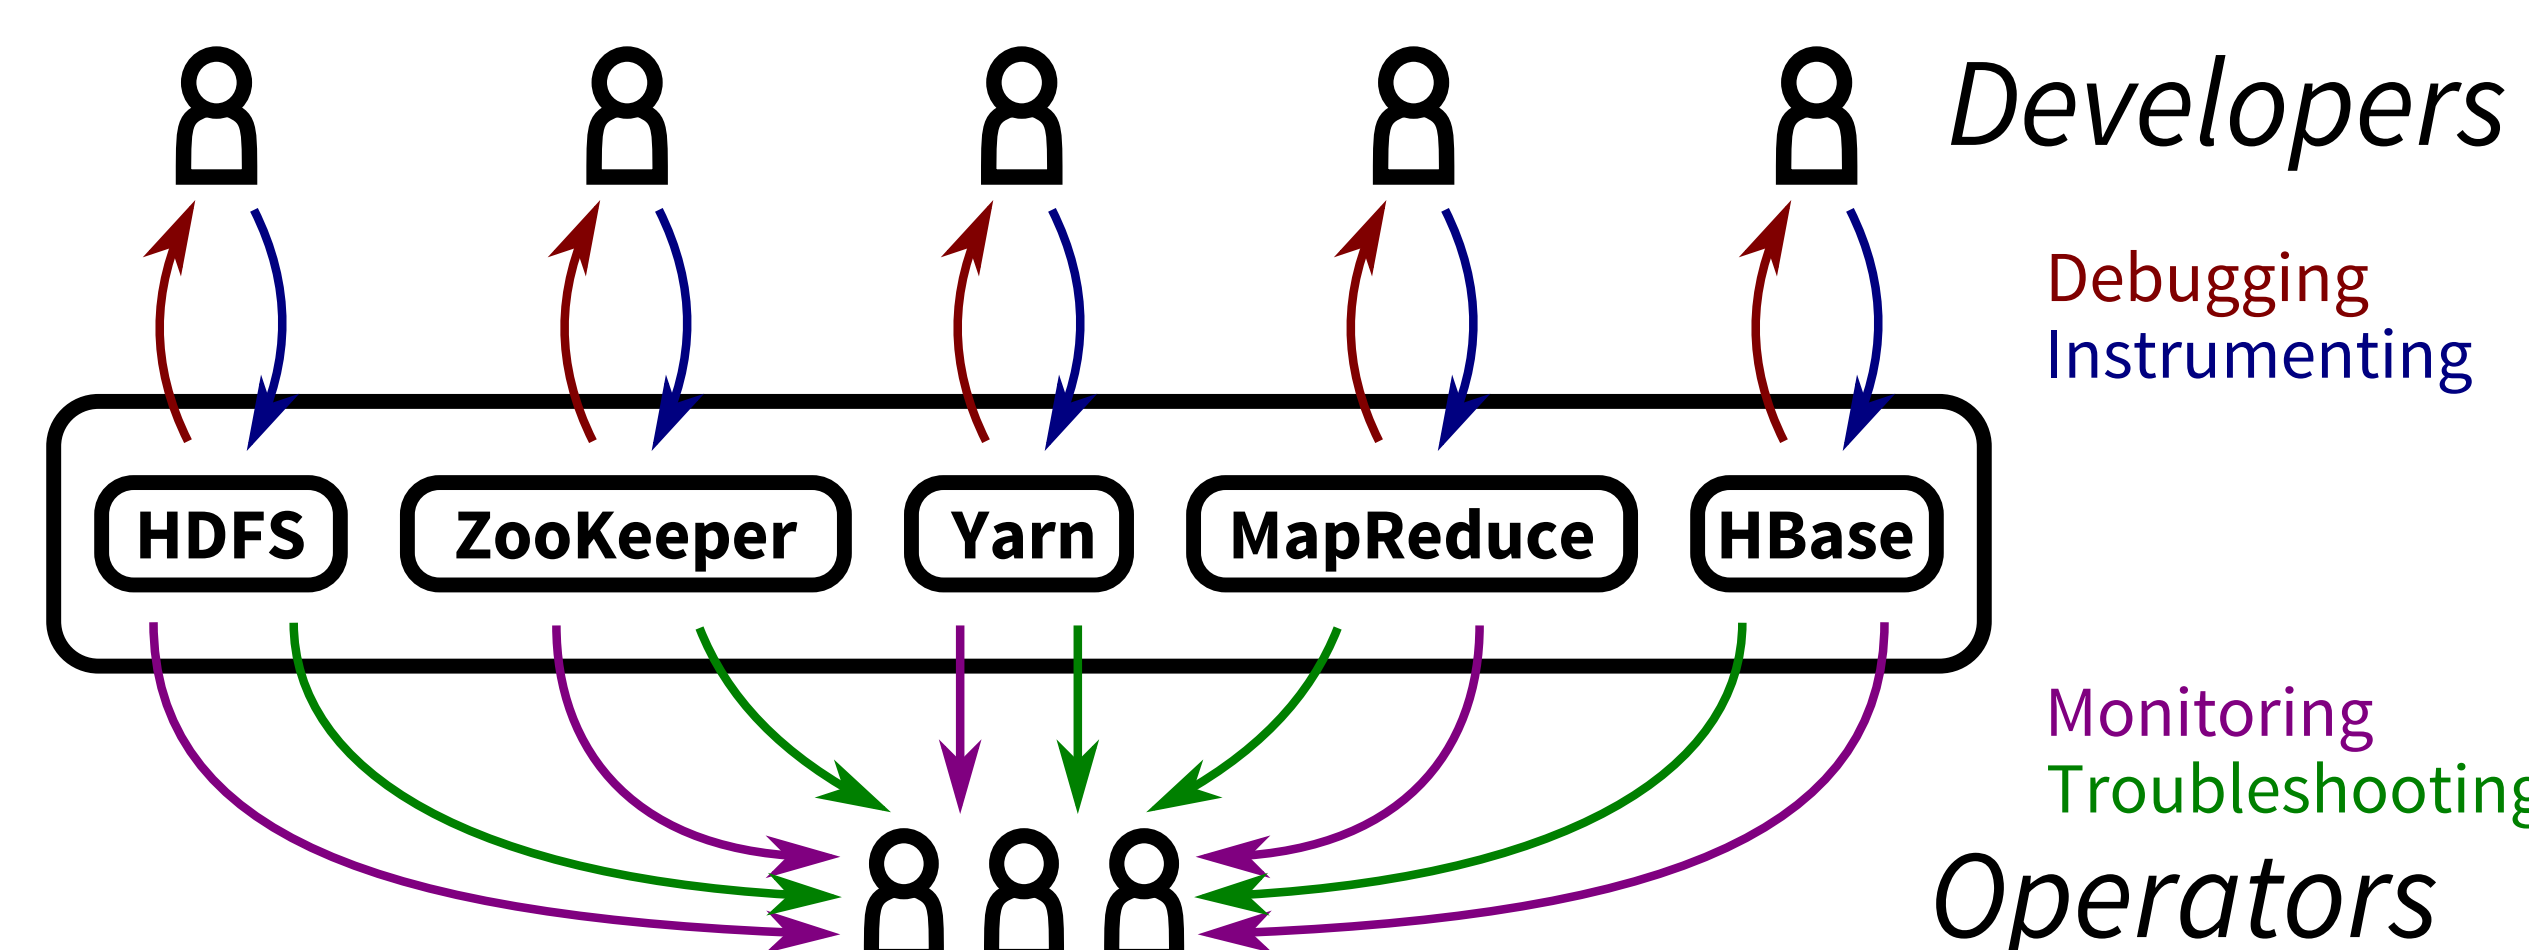 Developers
Debugging
Instrumenting
HDFS ZooKeeper Yarn MapReduce HBase
Monitoring
Troubleshooting
Operators